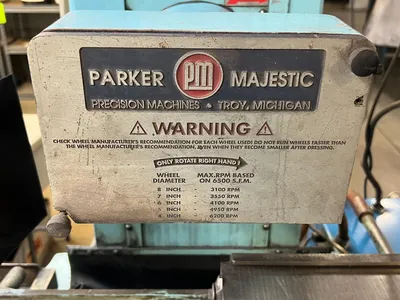 PARKER PM MAJESTIC
PRECISION MACHINES • TROY, MICHIGAN
⚠ WARNING ⚠
CHECK WHEEL MANUFACTURER'S RECOMMENDATION FOR EACH WHEEL USED! DO NOT RUN WHEELS FASTER THAN
THE WHEEL MANUFACTURER'S RECOMMENDATION, EVEN WHEN THEY BECOME SMALLER AFTER DRESSING.
ONLY ROTATE RIGHT HAND
WHEEL DIAMETER MAX. RPM BASED ON 6500 S.F.M.
8 INCH - 3100 RPM
7 INCH - 3550 RPM
6 INCH - 4100 RPM
5 INCH - 4950 RPM
4 INCH - 6200 RPM